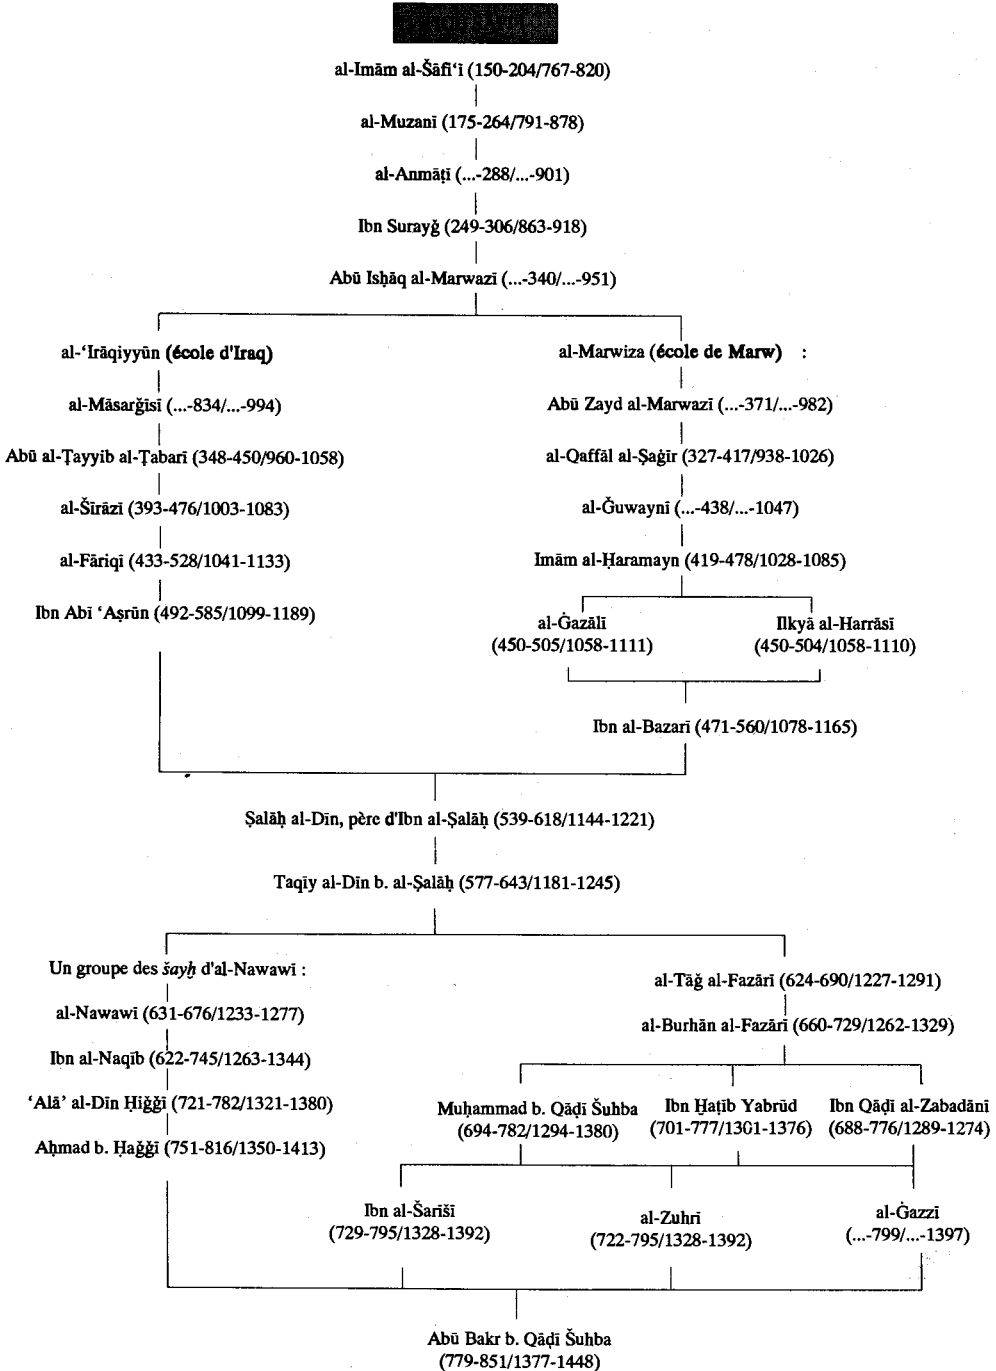 al-Imām al-Šāfi‘ī (150-204/767-820)
al-Muzanī (175-264/791-878)
al-Anmāṭī (...-288/...-901)
Ibn Surayǧ (249-306/863-918)
Abū Isḥāq al-Marwazī (...-340/...-951)
al-‘Irāqiyyūn (école d'Iraq)
al-Māsarǧisī (...-834/...-994)
Abū al-Ṭayyib al-Ṭabarī (348-450/960-1058)
al-Šīrāzī (393-476/1003-1083)
al-Fāriqī (433-528/1041-1133)
Ibn Abī ‘Aṣrūn (492-585/1099-1189)
al-Marwiza (école de Marw) :
Abū Zayd al-Marwazī (...-371/...-982)
al-Qaffāl al-Ṣaġīr (327-417/938-1026)
al-Ǧuwaynī (...-438/...-1047)
Imām al-Ḥaramayn (419-478/1028-1085)
al-Ġazālī
(450-505/1058-1111)
Ilkyā al-Harrāsī
(450-504/1058-1110)
Ibn al-Bazarī (471-560/1078-1165)
Ṣalāḥ al-Dīn, père d'Ibn al-Ṣalāḥ (539-618/1144-1221)
Taqiy al-Dīn b. al-Ṣalāḥ (577-643/1181-1245)
Un groupe des šayḫ d'al-Nawawī :
al-Nawawī (631-676/1233-1277)
Ibn al-Naqīb (622-745/1263-1344)
‘Alā’ al-Dīn Ḥiǧǧī (721-782/1321-1380)
Aḥmad b. Ḥaǧǧī (751-816/1350-1413)
al-Tāǧ al-Fazārī (624-690/1227-1291)
al-Burhān al-Fazārī (660-729/1262-1329)
Muḥammad b. Qāḍī Šuhba
(694-782/1294-1380)
Ibn Ḫaṭīb Yabrūd
(701-777/1301-1376)
Ibn Qāḍī al-Zabadānī
(688-776/1289-1274)
Ibn al-Šarīšī
(729-795/1328-1392)
al-Zuhrī
(722-795/1328-1392)
al-Ġazzī
(...-799/...-1397)
Abū Bakr b. Qāḍī Šuhba
(779-851/1377-1448)